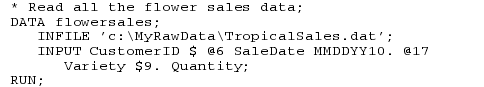 * Read all the flower sales data;
DATA flowersales;
   INFILE 'c:\MyRawData\TropicalSales.dat';
   INPUT CustomerID $ @6 SaleDate MMDDYY10. @17
      Variety $9. Quantity;
RUN;